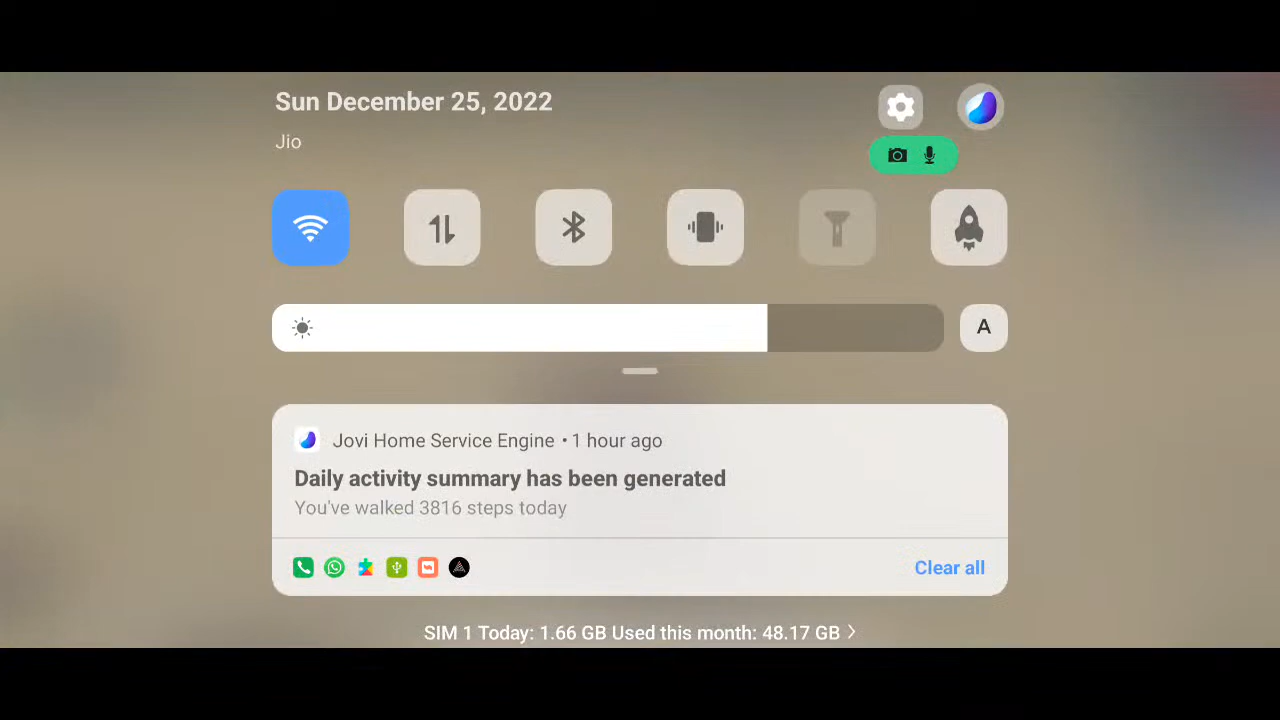 Sun December 25, 2022
Jio
A
Jovi Home Service Engine • 1 hour ago
Daily activity summary has been generated
You've walked 3816 steps today
Clear all
SIM 1 Today: 1.66 GB Used this month: 48.17 GB >